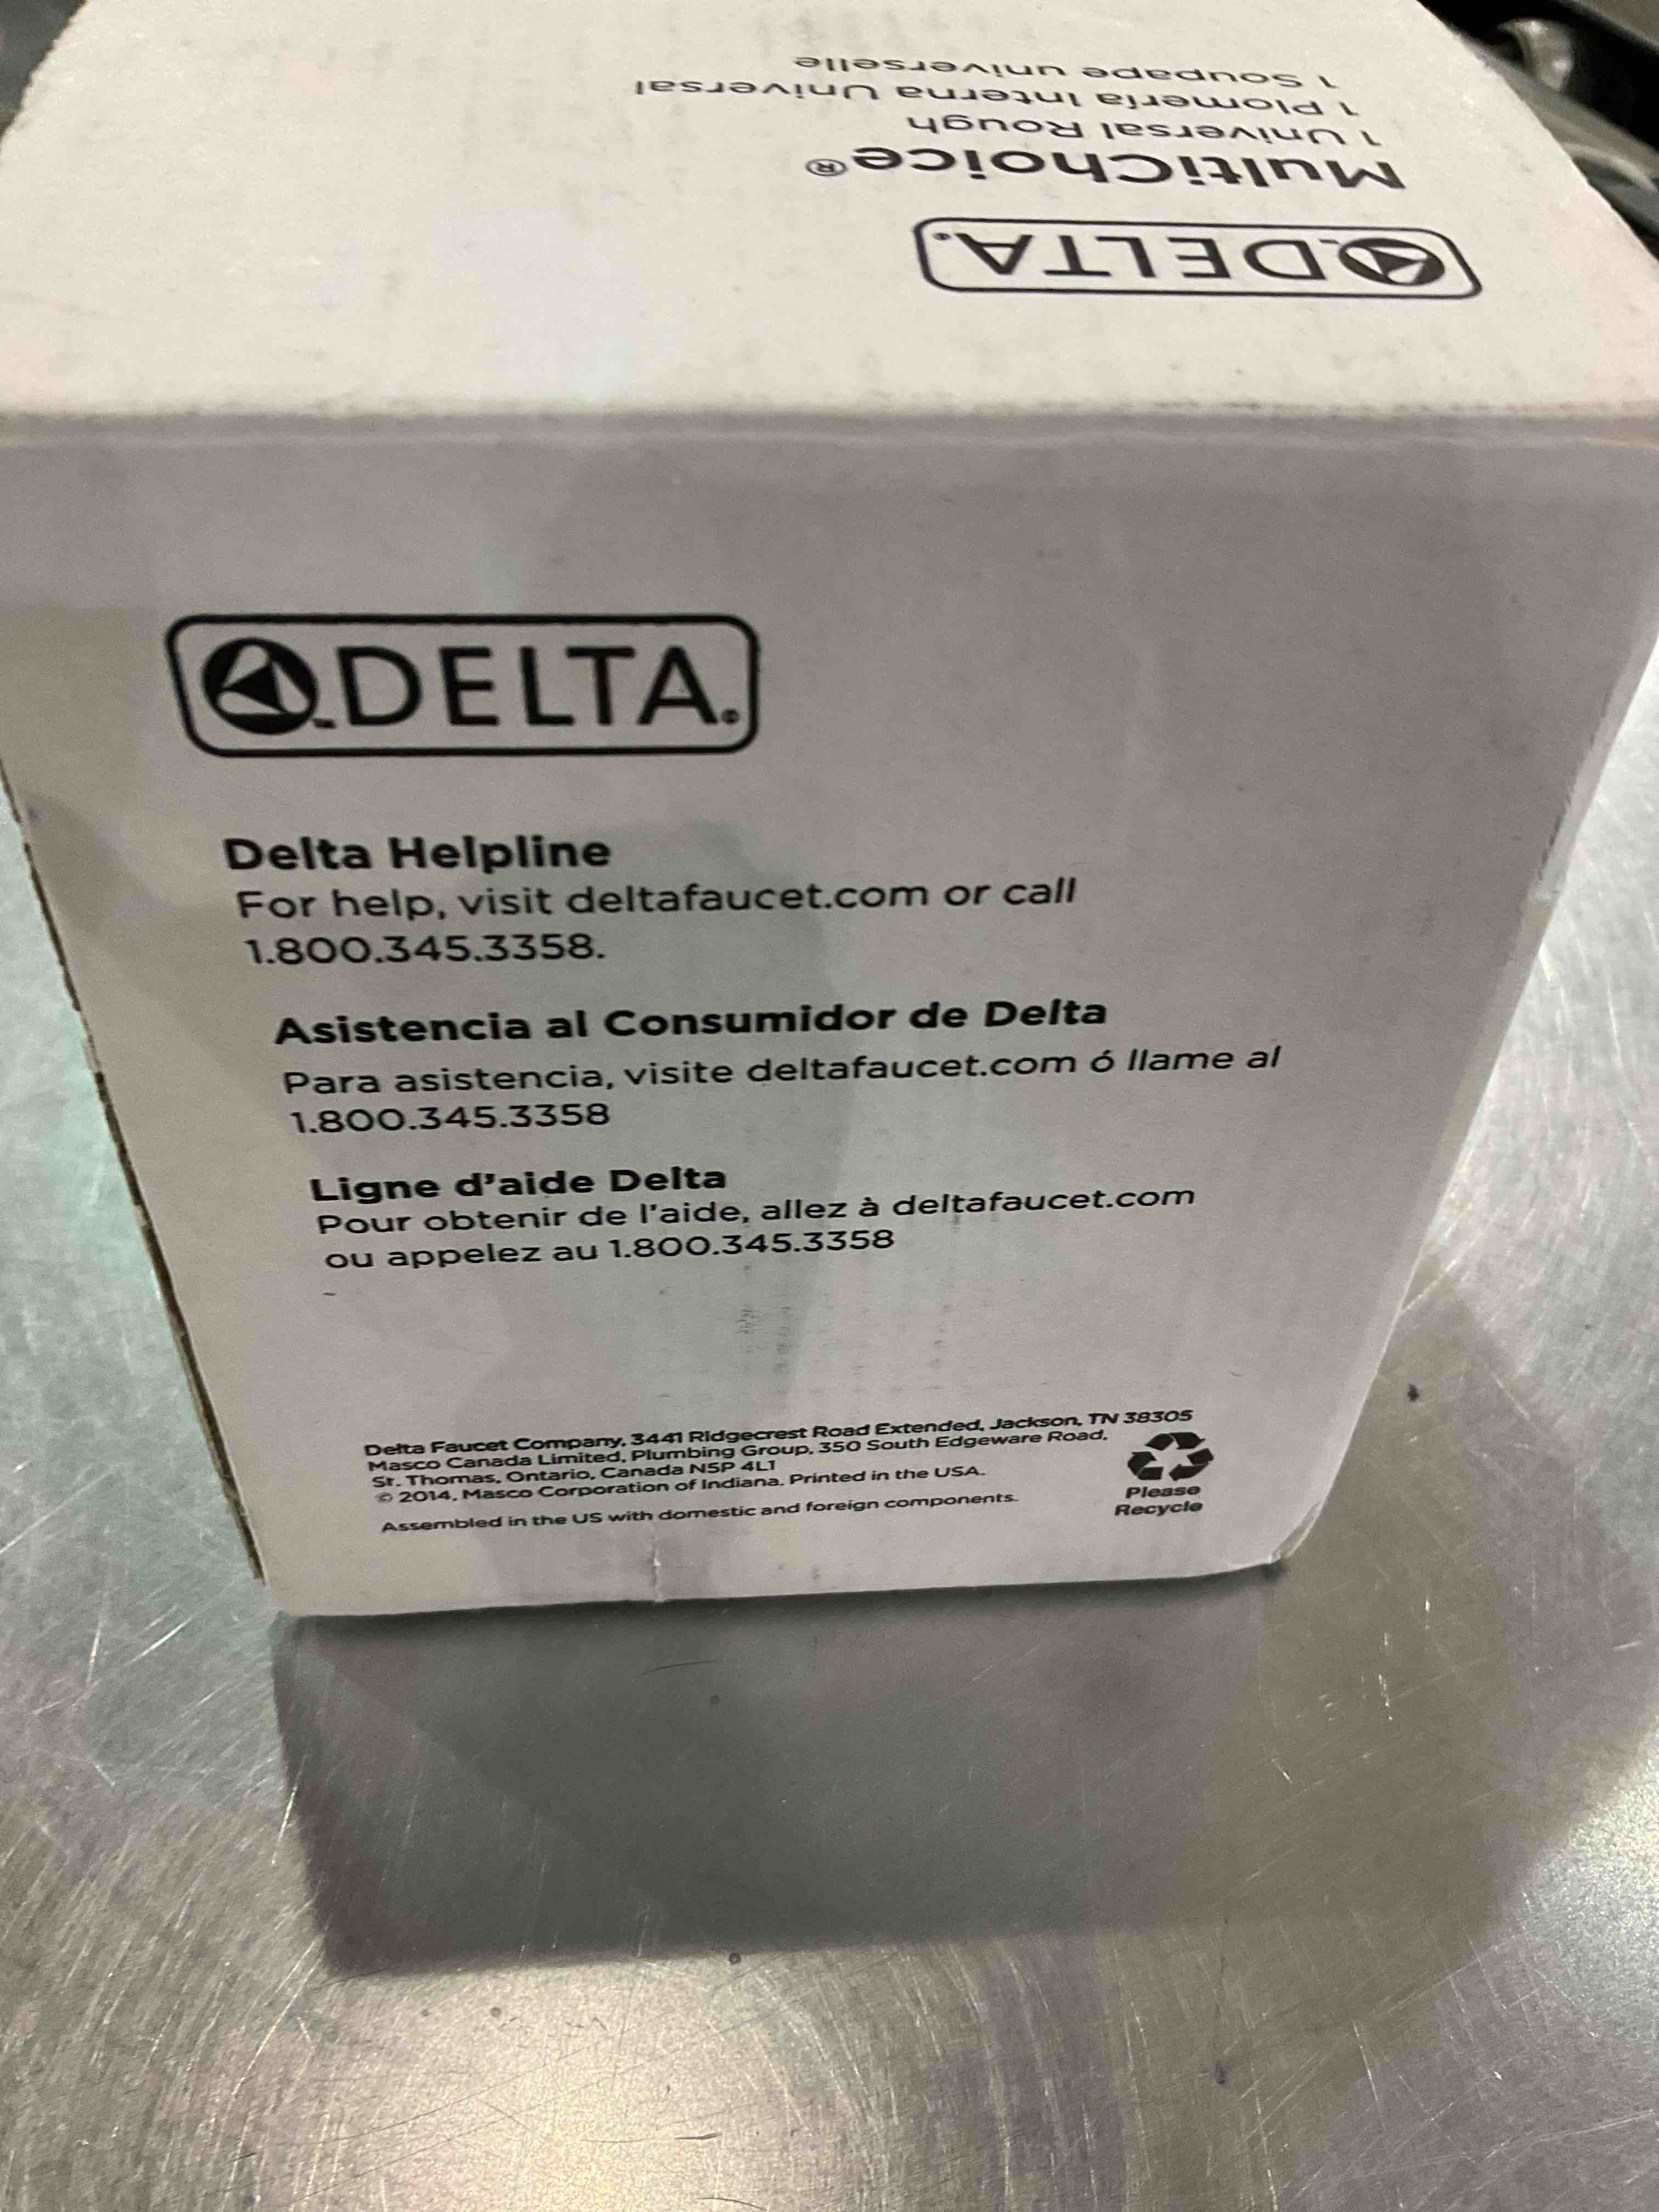 1 Soupape universelle
1 Plomería Interna Universal
1 Universal Rough
MultiChoice®
DELTA®
DELTA®
Delta Helpline
For help, visit deltafaucet.com or call
1.800.345.3358.
Asistencia al Consumidor de Delta
Para asistencia, visite deltafaucet.com ó llame al
1.800.345.3358
Ligne d'aide Delta
Pour obtenir de l'aide, allez à deltafaucet.com
ou appelez au 1.800.345.3358
Delta Faucet Company, 3441 Ridgecrest Road Extended, Jackson, TN 38305
Masco Canada Limited, Plumbing Group, 350 South Edgeware Road,
St. Thomas, Ontario, Canada N5P 4L1
© 2014, Masco Corporation of Indiana. Printed in the USA.
Assembled in the US with domestic and foreign components.
Please
Recycle